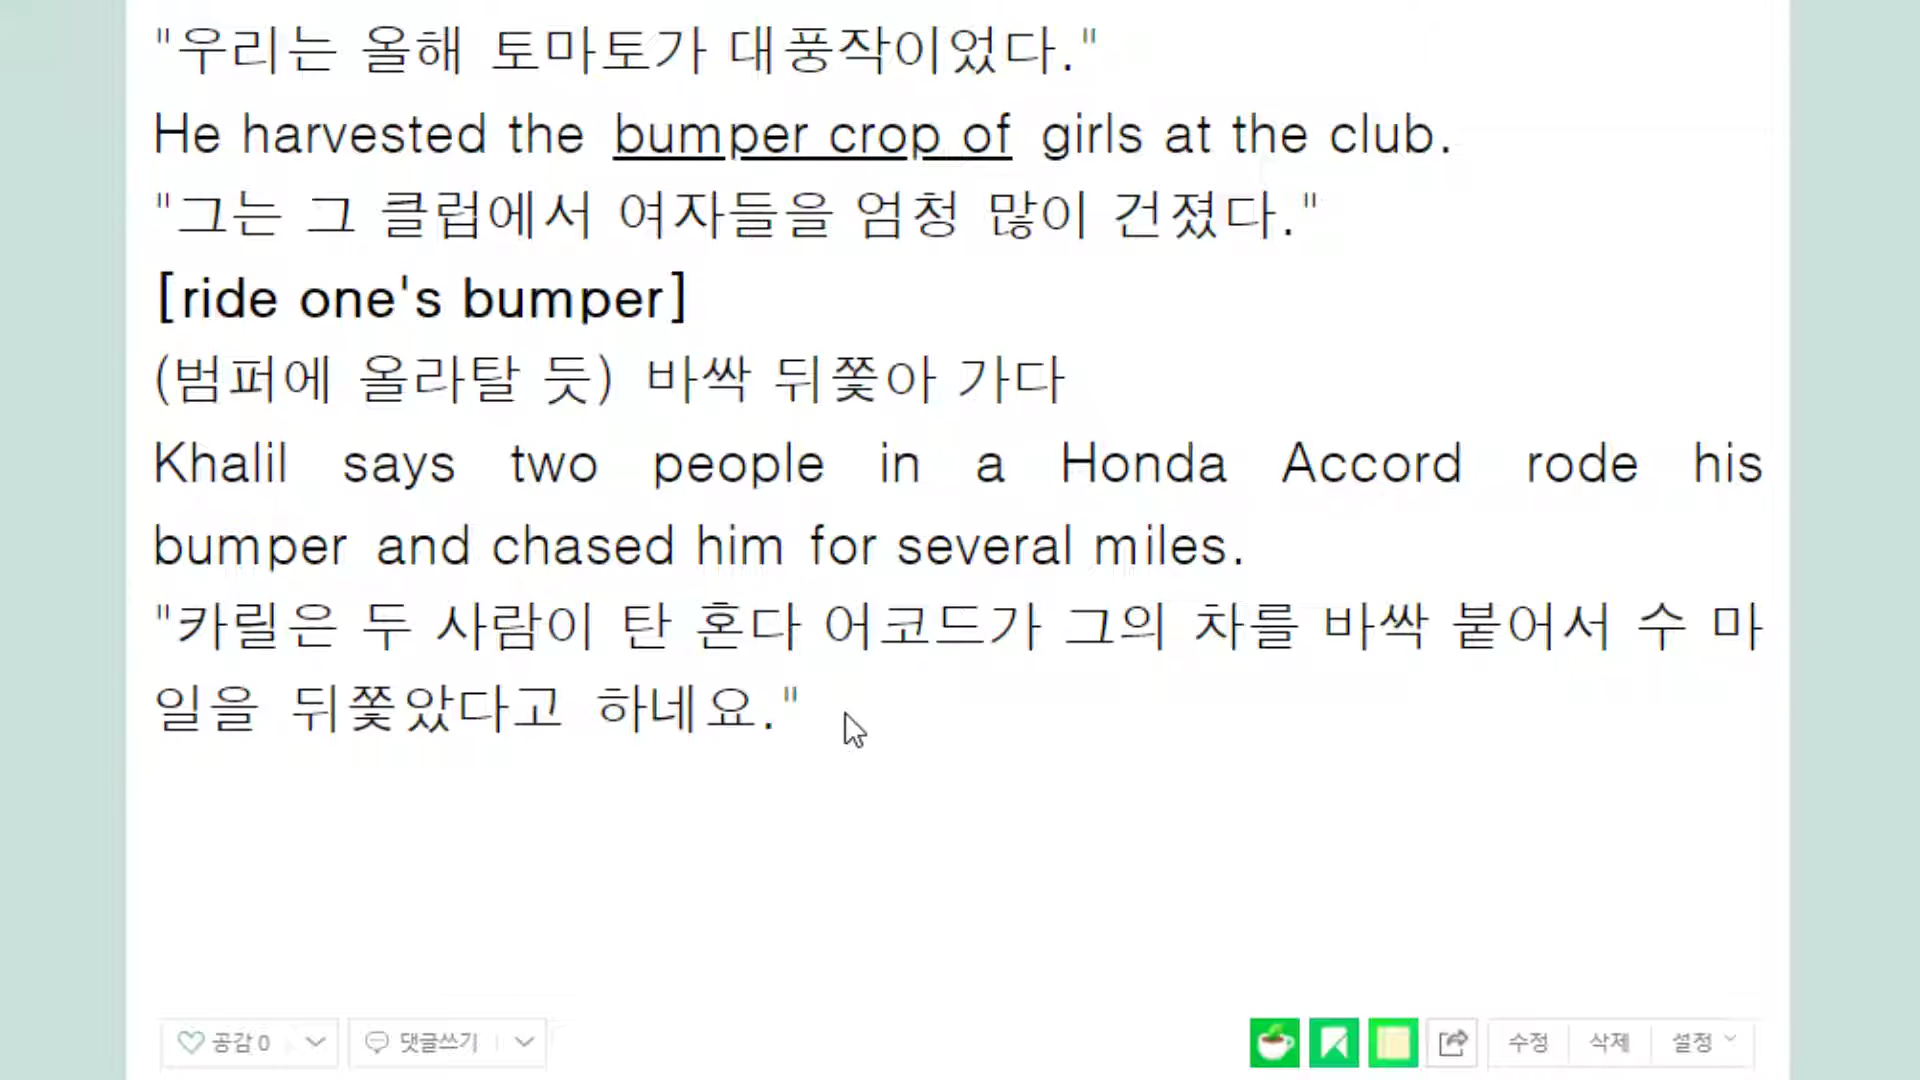 "우리는 올해 토마토가 대풍작이었다."
He harvested the bumper crop of girls at the club.
"그는 그 클럽에서 여자들을 엄청 많이 건졌다."
[ride one's bumper]
(범퍼에 올라탈 듯) 바싹 뒤쫓아 가다
Khalil says two people in a Honda Accord rode his
bumper and chased him for several miles.
"카릴은 두 사람이 탄 혼다 어코드가 그의 차를 바싹 붙어서 수 마
일을 뒤쫓았다고 하네요."
공감 0 댓글쓰기 수정 삭제 설정